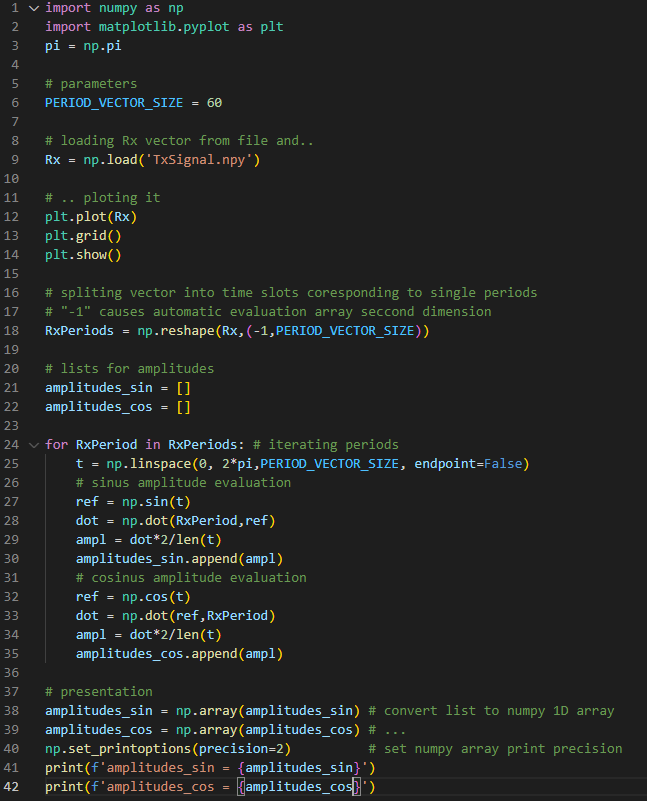 1 import numpy as np
2 import matplotlib.pyplot as plt
3 pi = np.pi
4
5 # parameters
6 PERIOD_VECTOR_SIZE = 60
7
8 # loading Rx vector from file and..
9 Rx = np.load('TxSignal.npy')
10
11 # .. ploting it
12 plt.plot(Rx)
13 plt.grid()
14 plt.show()
15
16 # spliting vector into time slots coresponding to single periods
17 # "-1" causes automatic evaluation array seccond dimension
18 RxPeriods = np.reshape(Rx,(-1,PERIOD_VECTOR_SIZE))
19
20 # lists for amplitudes
21 amplitudes_sin = []
22 amplitudes_cos = []
23
24 for RxPeriod in RxPeriods: # iterating periods
25     t = np.linspace(0, 2*pi,PERIOD_VECTOR_SIZE, endpoint=False)
26     # sinus amplitude evaluation
27     ref = np.sin(t)
28     dot = np.dot(RxPeriod,ref)
29     ampl = dot*2/len(t)
30     amplitudes_sin.append(ampl)
31     # cosinus amplitude evaluation
32     ref = np.cos(t)
33     dot = np.dot(ref,RxPeriod)
34     ampl = dot*2/len(t)
35     amplitudes_cos.append(ampl)
36
37 # presentation
38 amplitudes_sin = np.array(amplitudes_sin) # convert list to numpy 1D array
39 amplitudes_cos = np.array(amplitudes_cos) # ...
40 np.set_printoptions(precision=2)          # set numpy array print precision
41 print(f'amplitudes_sin = {amplitudes_sin}')
42 print(f'amplitudes_cos = {amplitudes_cos}')